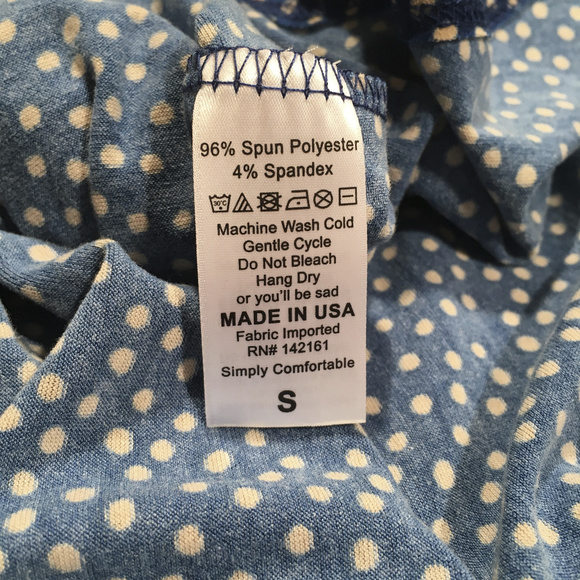 96% Spun Polyester
4% Spandex
30°C
Machine Wash Cold
Gentle Cycle
Do Not Bleach
Hang Dry
or you'll be sad
MADE IN USA
Fabric Imported
RN# 142161
Simply Comfortable
S